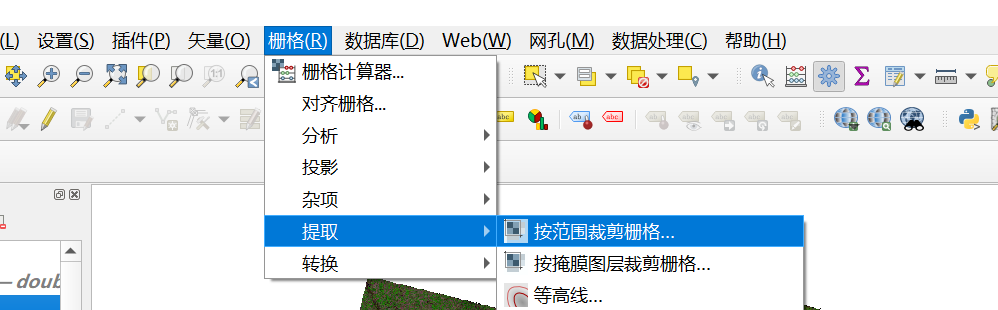 (L) 设置(S) 插件(P) 矢量(O) 栅格(R) 数据库(D) Web(W) 网孔(M) 数据处理(C) 帮助(H)
栅格计算器...
对齐栅格...
分析
投影
杂项
提取
转换
按范围裁剪栅格...
按掩膜图层裁剪栅格...
等高线...
1:1
abc
abc
abc
— doub